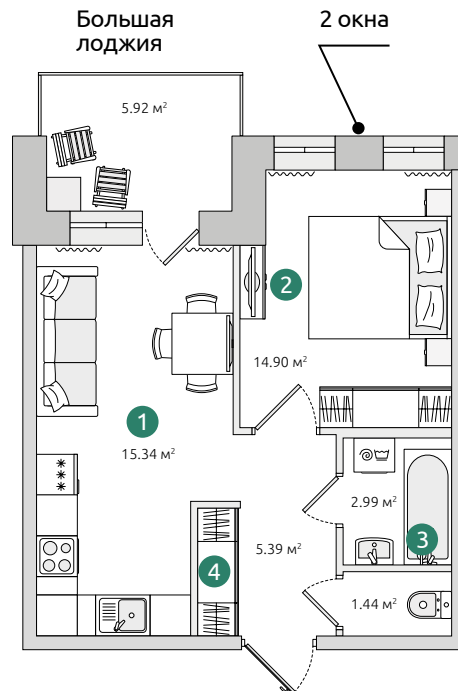 Большая
лоджия
2 окна
5.92 м²
2
14.90 м²
1
15.34 м²
2.99 м²
3
5.39 м²
4
1.44 м²